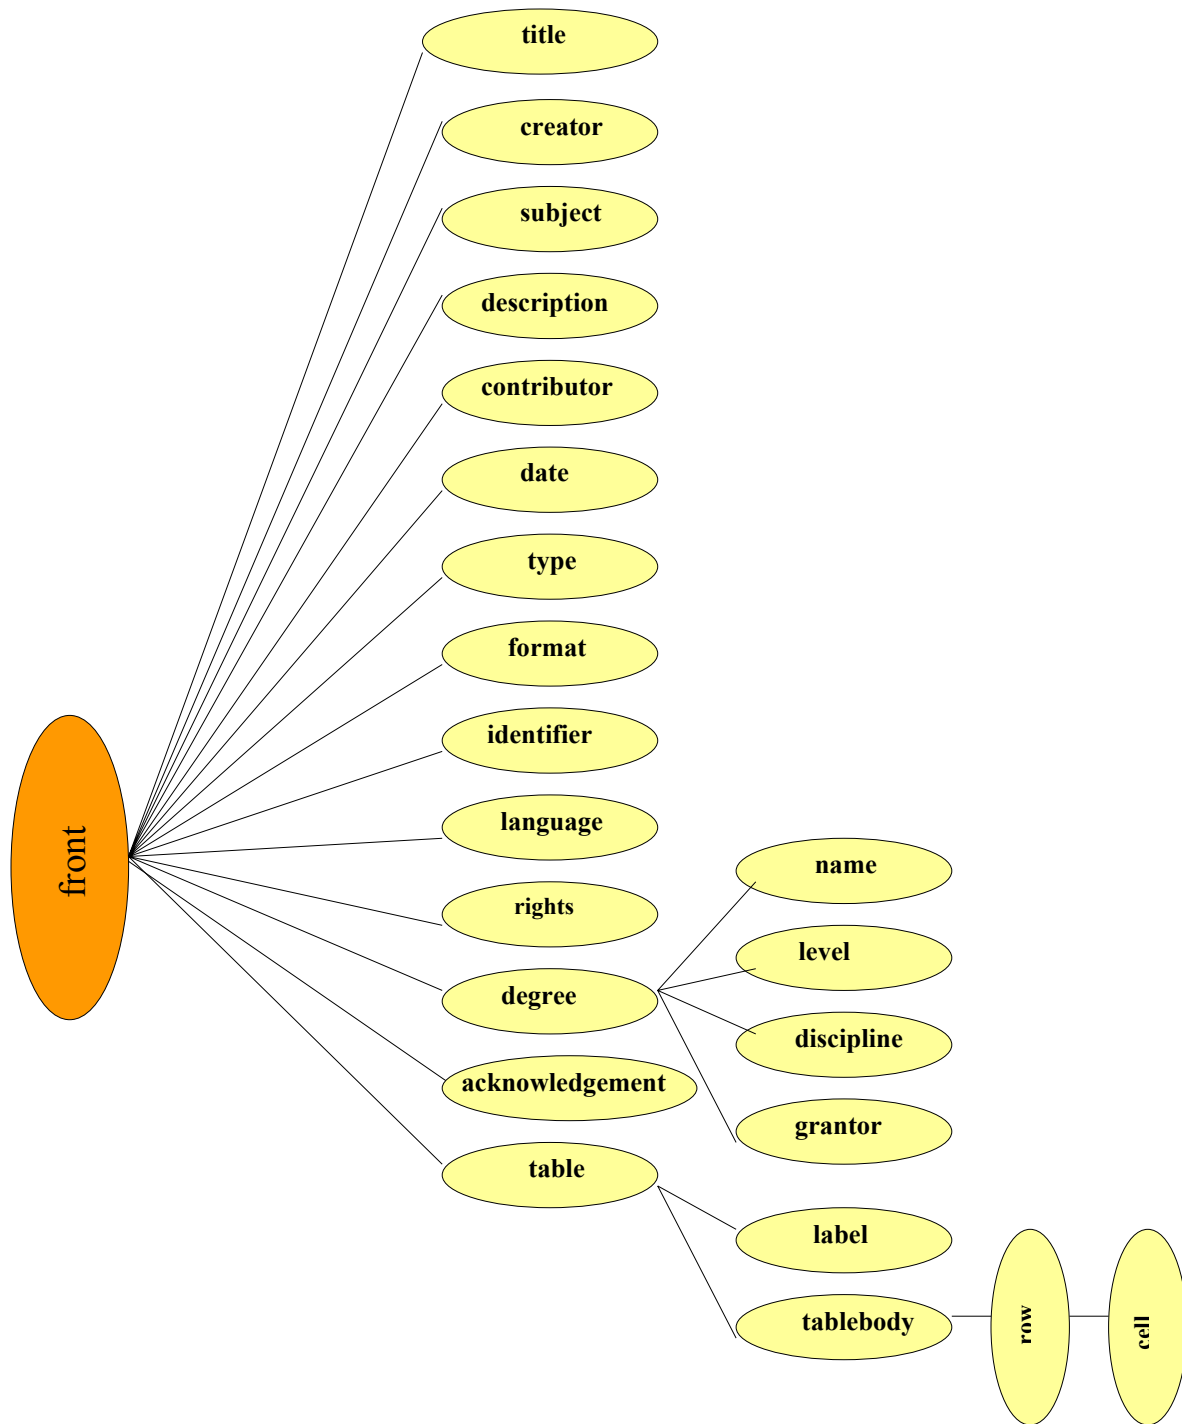 title
creator
subject
description
contributor
date
type
format
identifier
language
front
name
rights
level
degree
discipline
acknowledgement
grantor
table
label
tablebody
row
cell